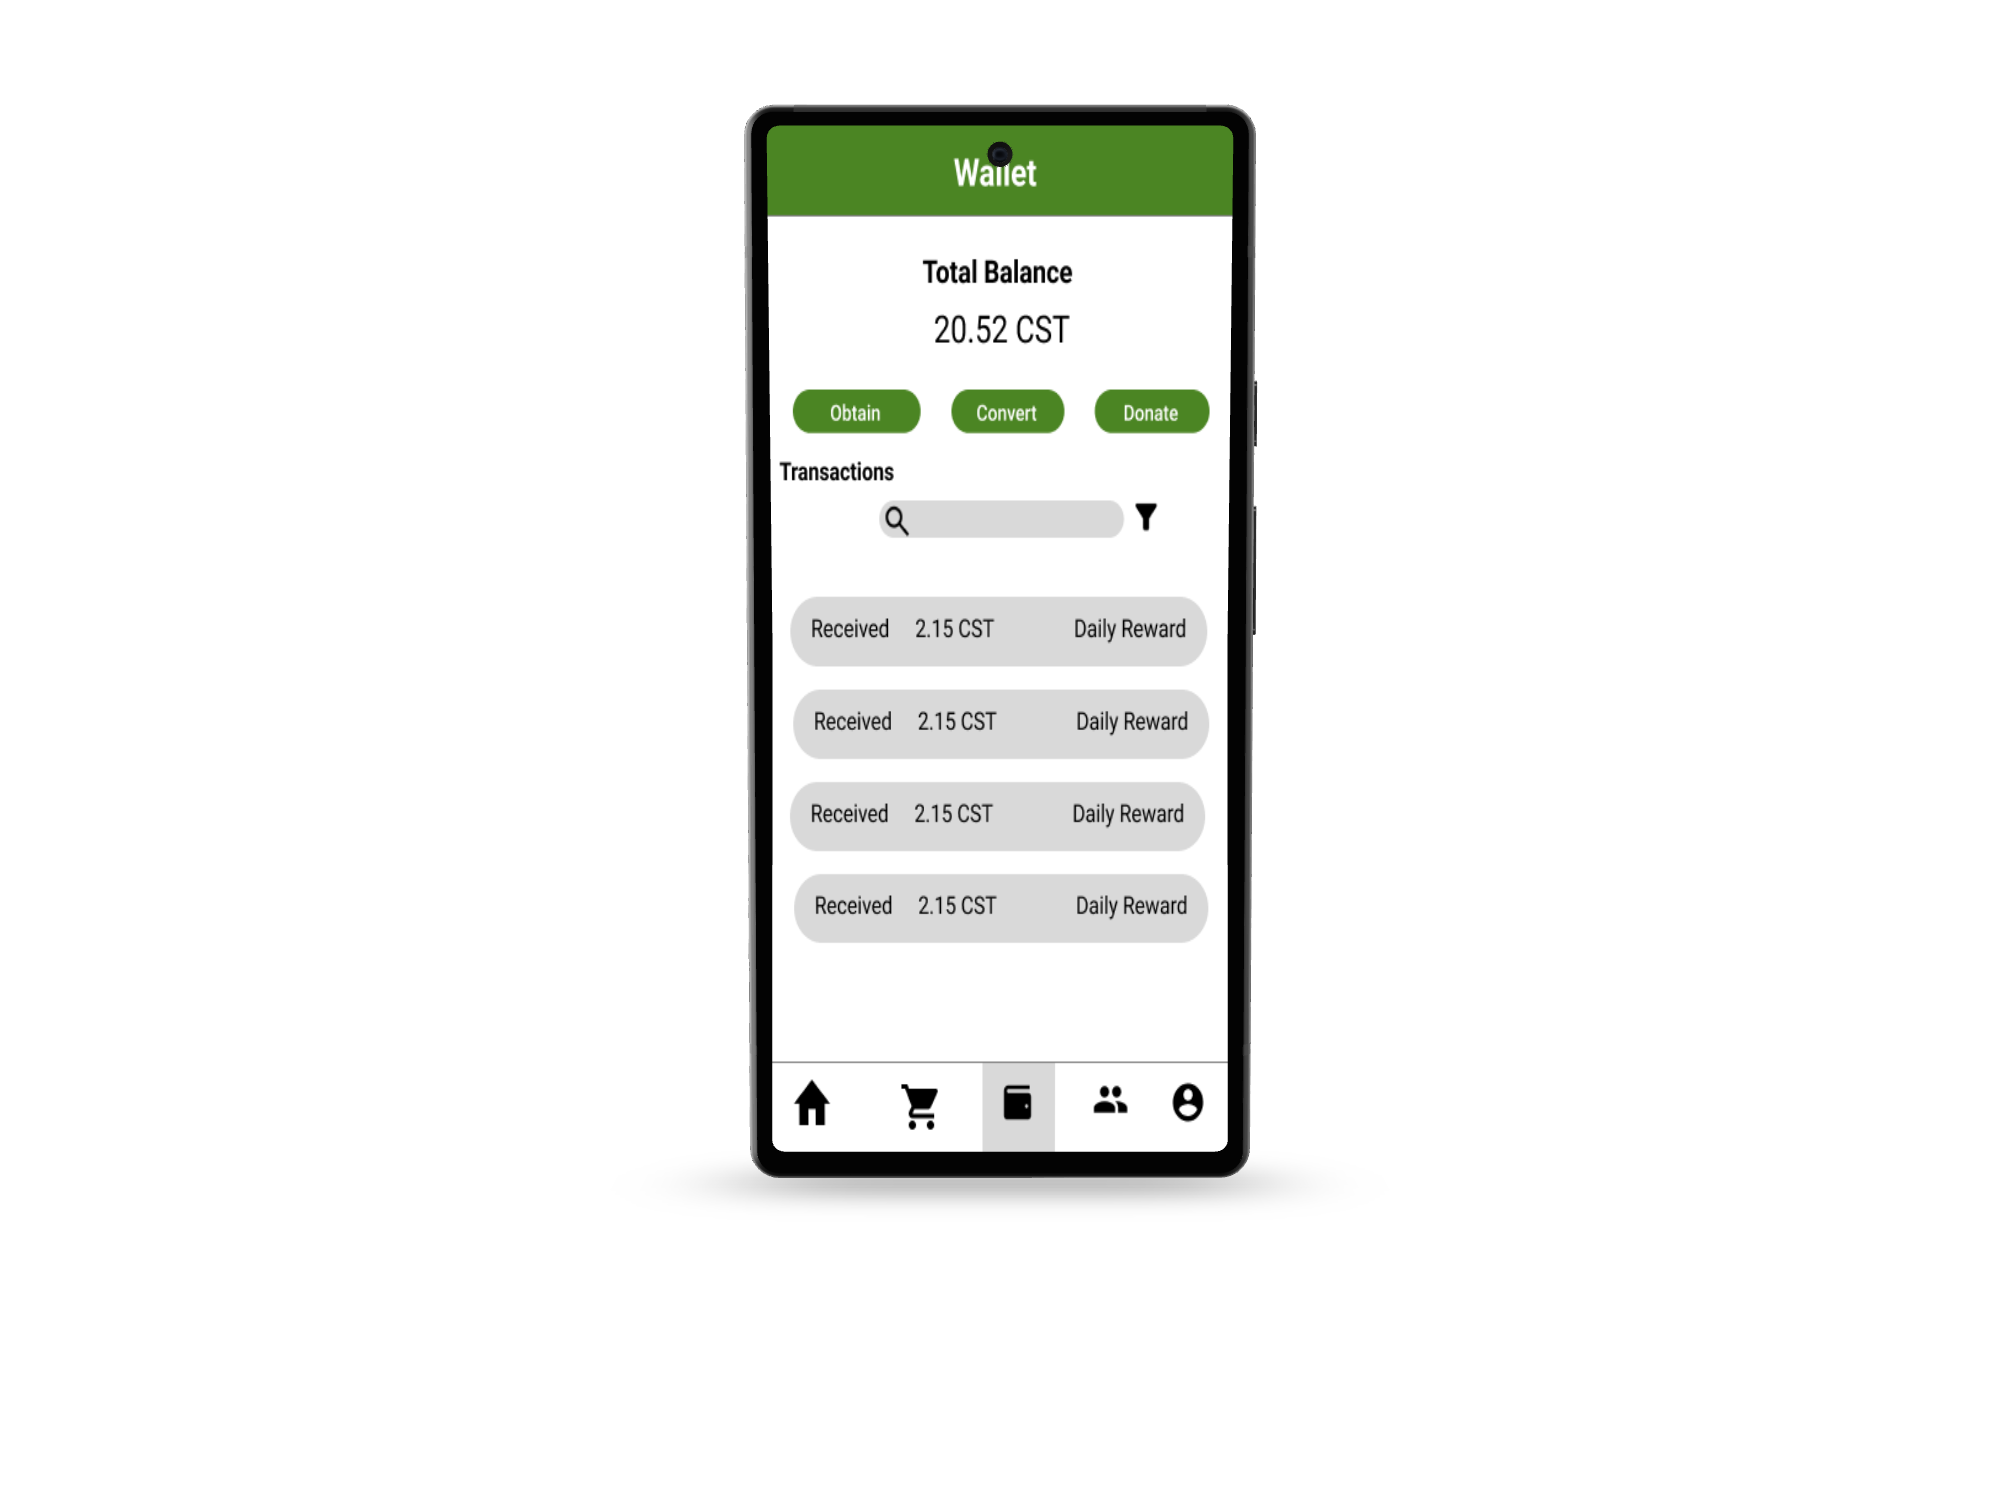 Wallet
Total Balance
20.52 CST
Obtain Convert Donate
Transactions
Received 2.15 CST Daily Reward
Received 2.15 CST Daily Reward
Received 2.15 CST Daily Reward
Received 2.15 CST Daily Reward